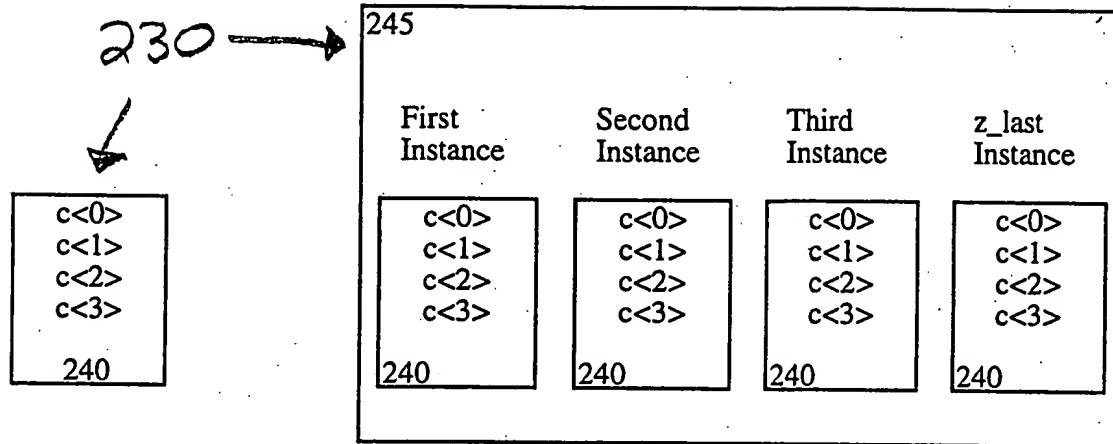 230
245
First Instance
Second Instance
Third Instance
z_last Instance
c<0>
c<1>
c<2>
c<3>
240
c<0>
c<1>
c<2>
c<3>
240
c<0>
c<1>
c<2>
c<3>
240
c<0>
c<1>
c<2>
c<3>
240
c<0>
c<1>
c<2>
c<3>
240